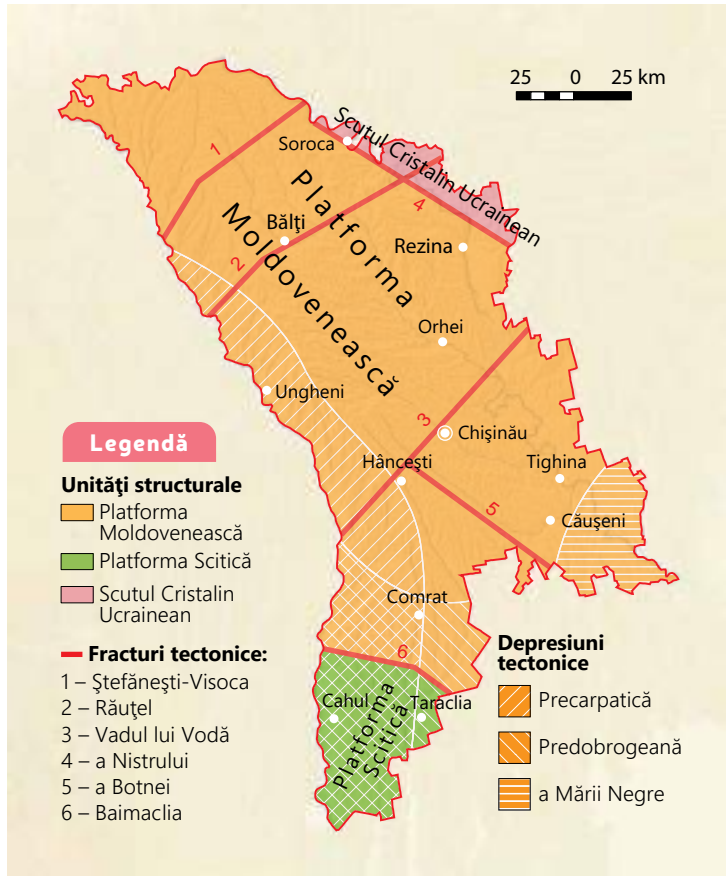 25 0 25 km
Scutul Cristalin Ucrainean
Soroca
1
Platforma
Moldovenească
4
Bălţi
Rezina
2
Orhei
Ungheni
3
Chişinău
Legendă
Hânceşti
Tighina
Unităţi structurale
5
Căuşeni
Platforma
Moldovenească
Platforma Scitică
Scutul Cristalin
Ucrainean
Comrat
6
Fracturi tectonice:
1 – Ştefăneşti-Visoca
2 – Răuţel
3 – Vadul lui Vodă
4 – a Nistrului
5 – a Botnei
6 – Baimaclia
Cahul
Taraclia
Platforma
Scitică
Depresiuni
tectonice
Precarpatică
Predobrogeană
a Mării Negre